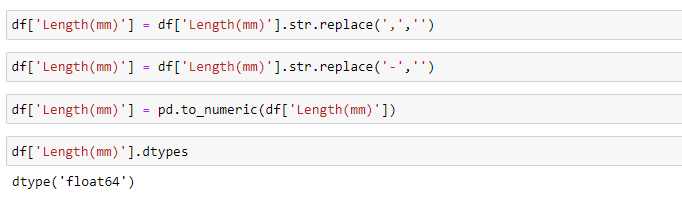 df['Length(mm)'] = df['Length(mm)'].str.replace(',','')
df['Length(mm)'] = df['Length(mm)'].str.replace('-','')
df['Length(mm)'] = pd.to_numeric(df['Length(mm)'])
df['Length(mm)'].dtypes
dtype('float64')